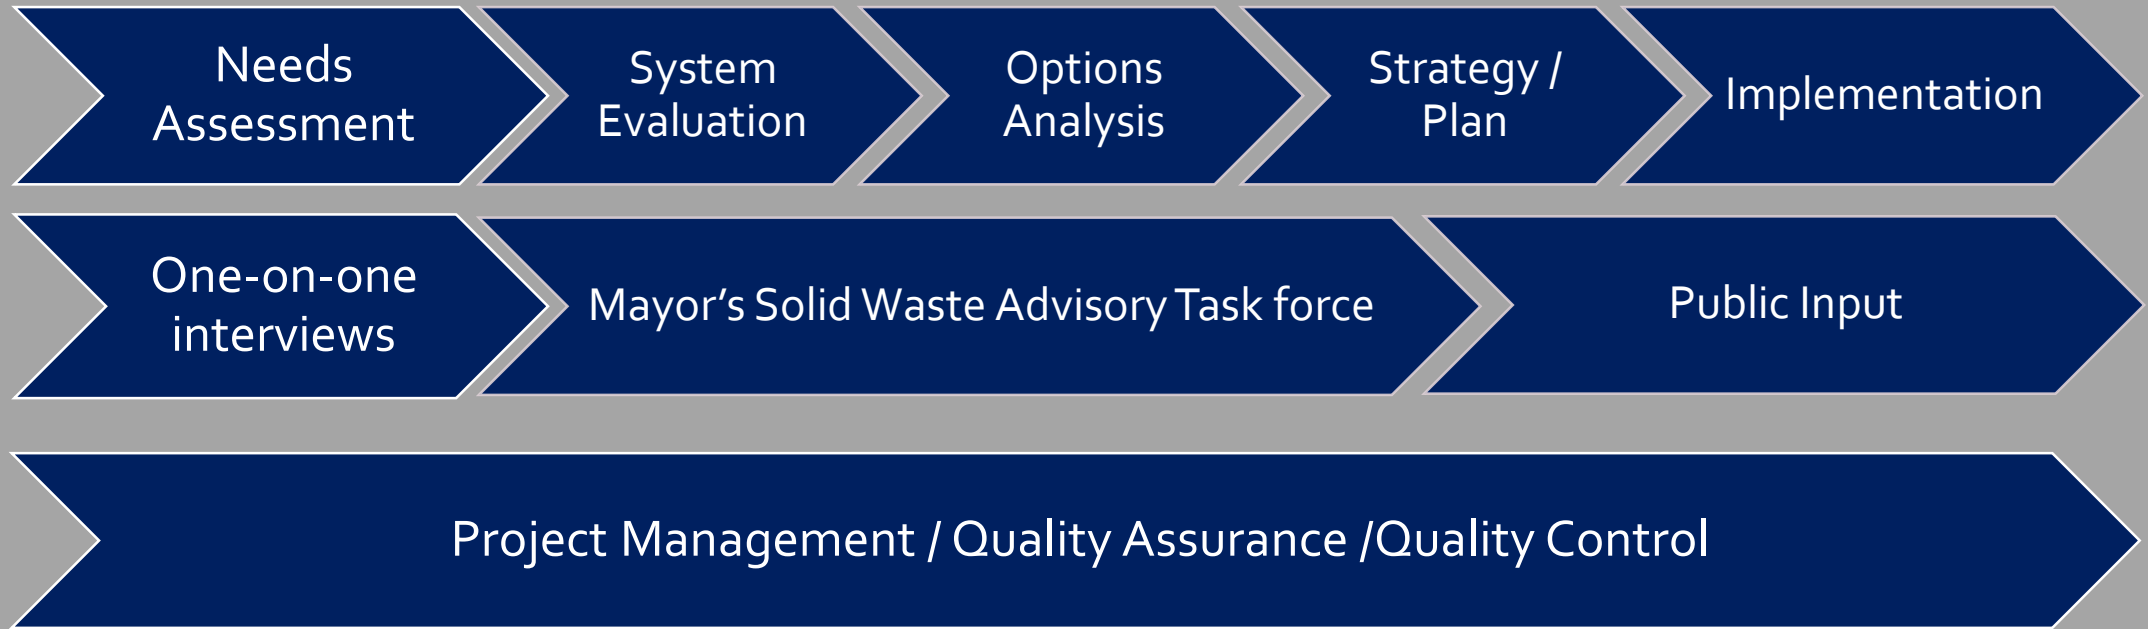 Needs
Assessment
System
Evaluation
Options
Analysis
Strategy /
Plan
Implementation
One-on-one
interviews
Mayor’s Solid Waste Advisory Task force
Public Input
Project Management / Quality Assurance /Quality Control